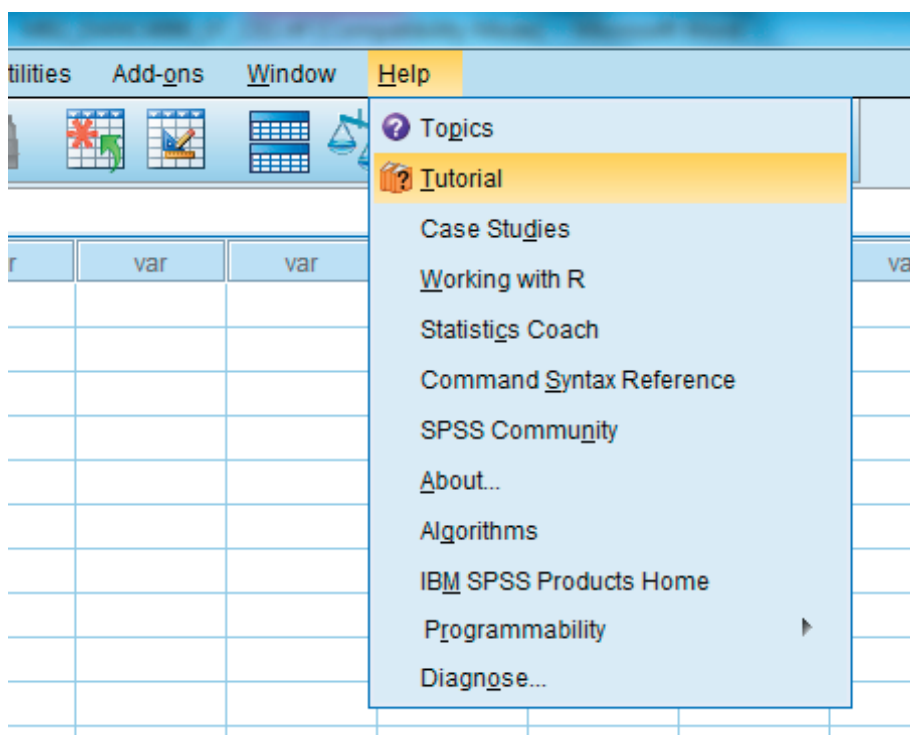 tilities Add-ons Window Help
Topics
Tutorial
Case Studies
Working with R
Statistics Coach
Command Syntax Reference
SPSS Community
About...
Algorithms
IBM SPSS Products Home
Programmability
Diagnose...
r var var va